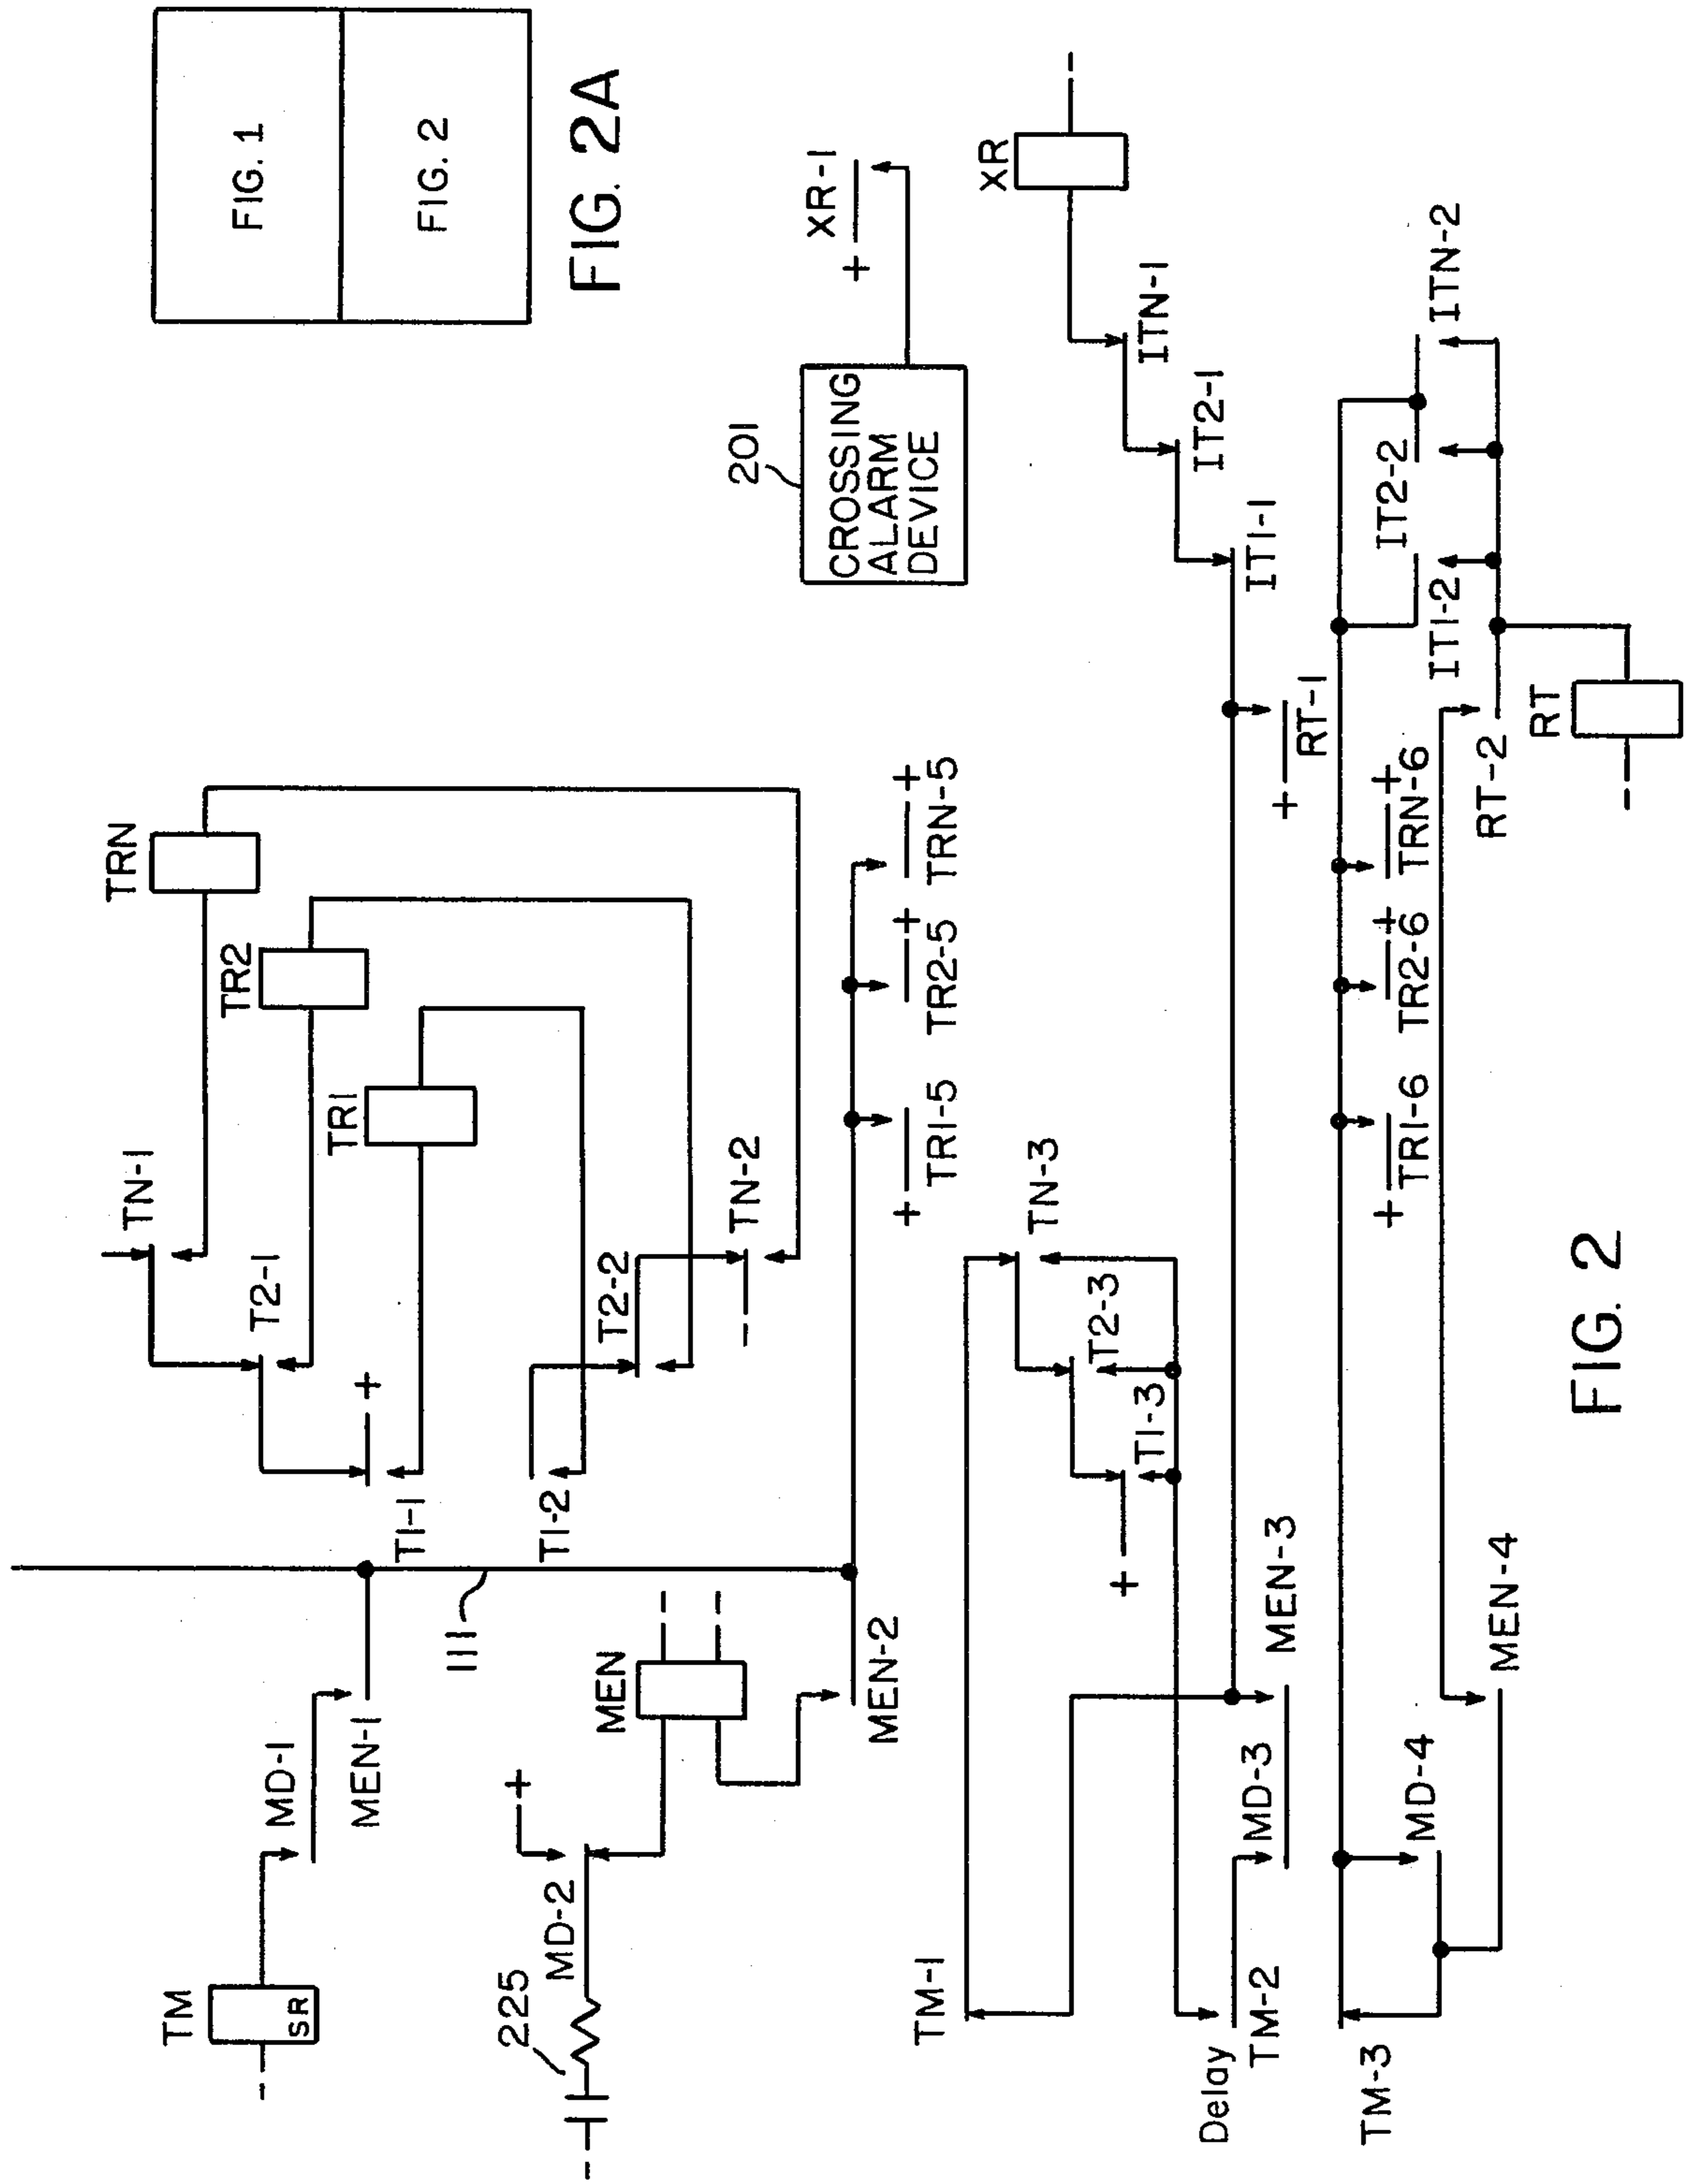 FIG. 1
FIG. 2
FIG. 2A
TM
SR
MD-1
MEN-1
TN-1
T2-1
T1-1
+
TRN
TR2
TR1
225
MD-2
+
MEN
111
T1-2
T2-2
TN-2
MEN-2
+
TR1-5
TR2-5
+
TRN-5
+
201
CROSSING
ALARM
DEVICE
XR-1
+
TM-1
TN-3
T2-3
T1-3
+
XR
ITN-1
IT2-1
IT1-1
Delay
TM-2
MD-3
MEN-3
+
RT-1
TM-3
MD-4
MEN-4
+
TR1-6
TR2-6
+
TRN-6
+
RT-2
IT1-2
IT2-2
ITN-2
RT
FIG. 2